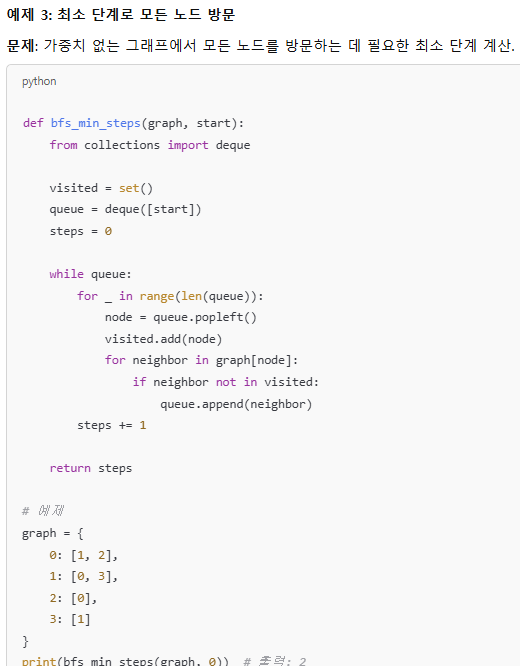 예제 3: 최소 단계로 모든 노드 방문
문제: 가중치 없는 그래프에서 모든 노드를 방문하는 데 필요한 최소 단계 계산.
python
def bfs_min_steps(graph, start):
    from collections import deque
    visited = set()
    queue = deque([start])
    steps = 0
    while queue:
        for _ in range(len(queue)):
            node = queue.popleft()
            visited.add(node)
            for neighbor in graph[node]:
                if neighbor not in visited:
                    queue.append(neighbor)
        steps += 1
    return steps
# 예제
graph = {
    0: [1, 2],
    1: [0, 3],
    2: [0],
    3: [1]
}
print(bfs_min_steps(graph, 0))  # 출력: 2